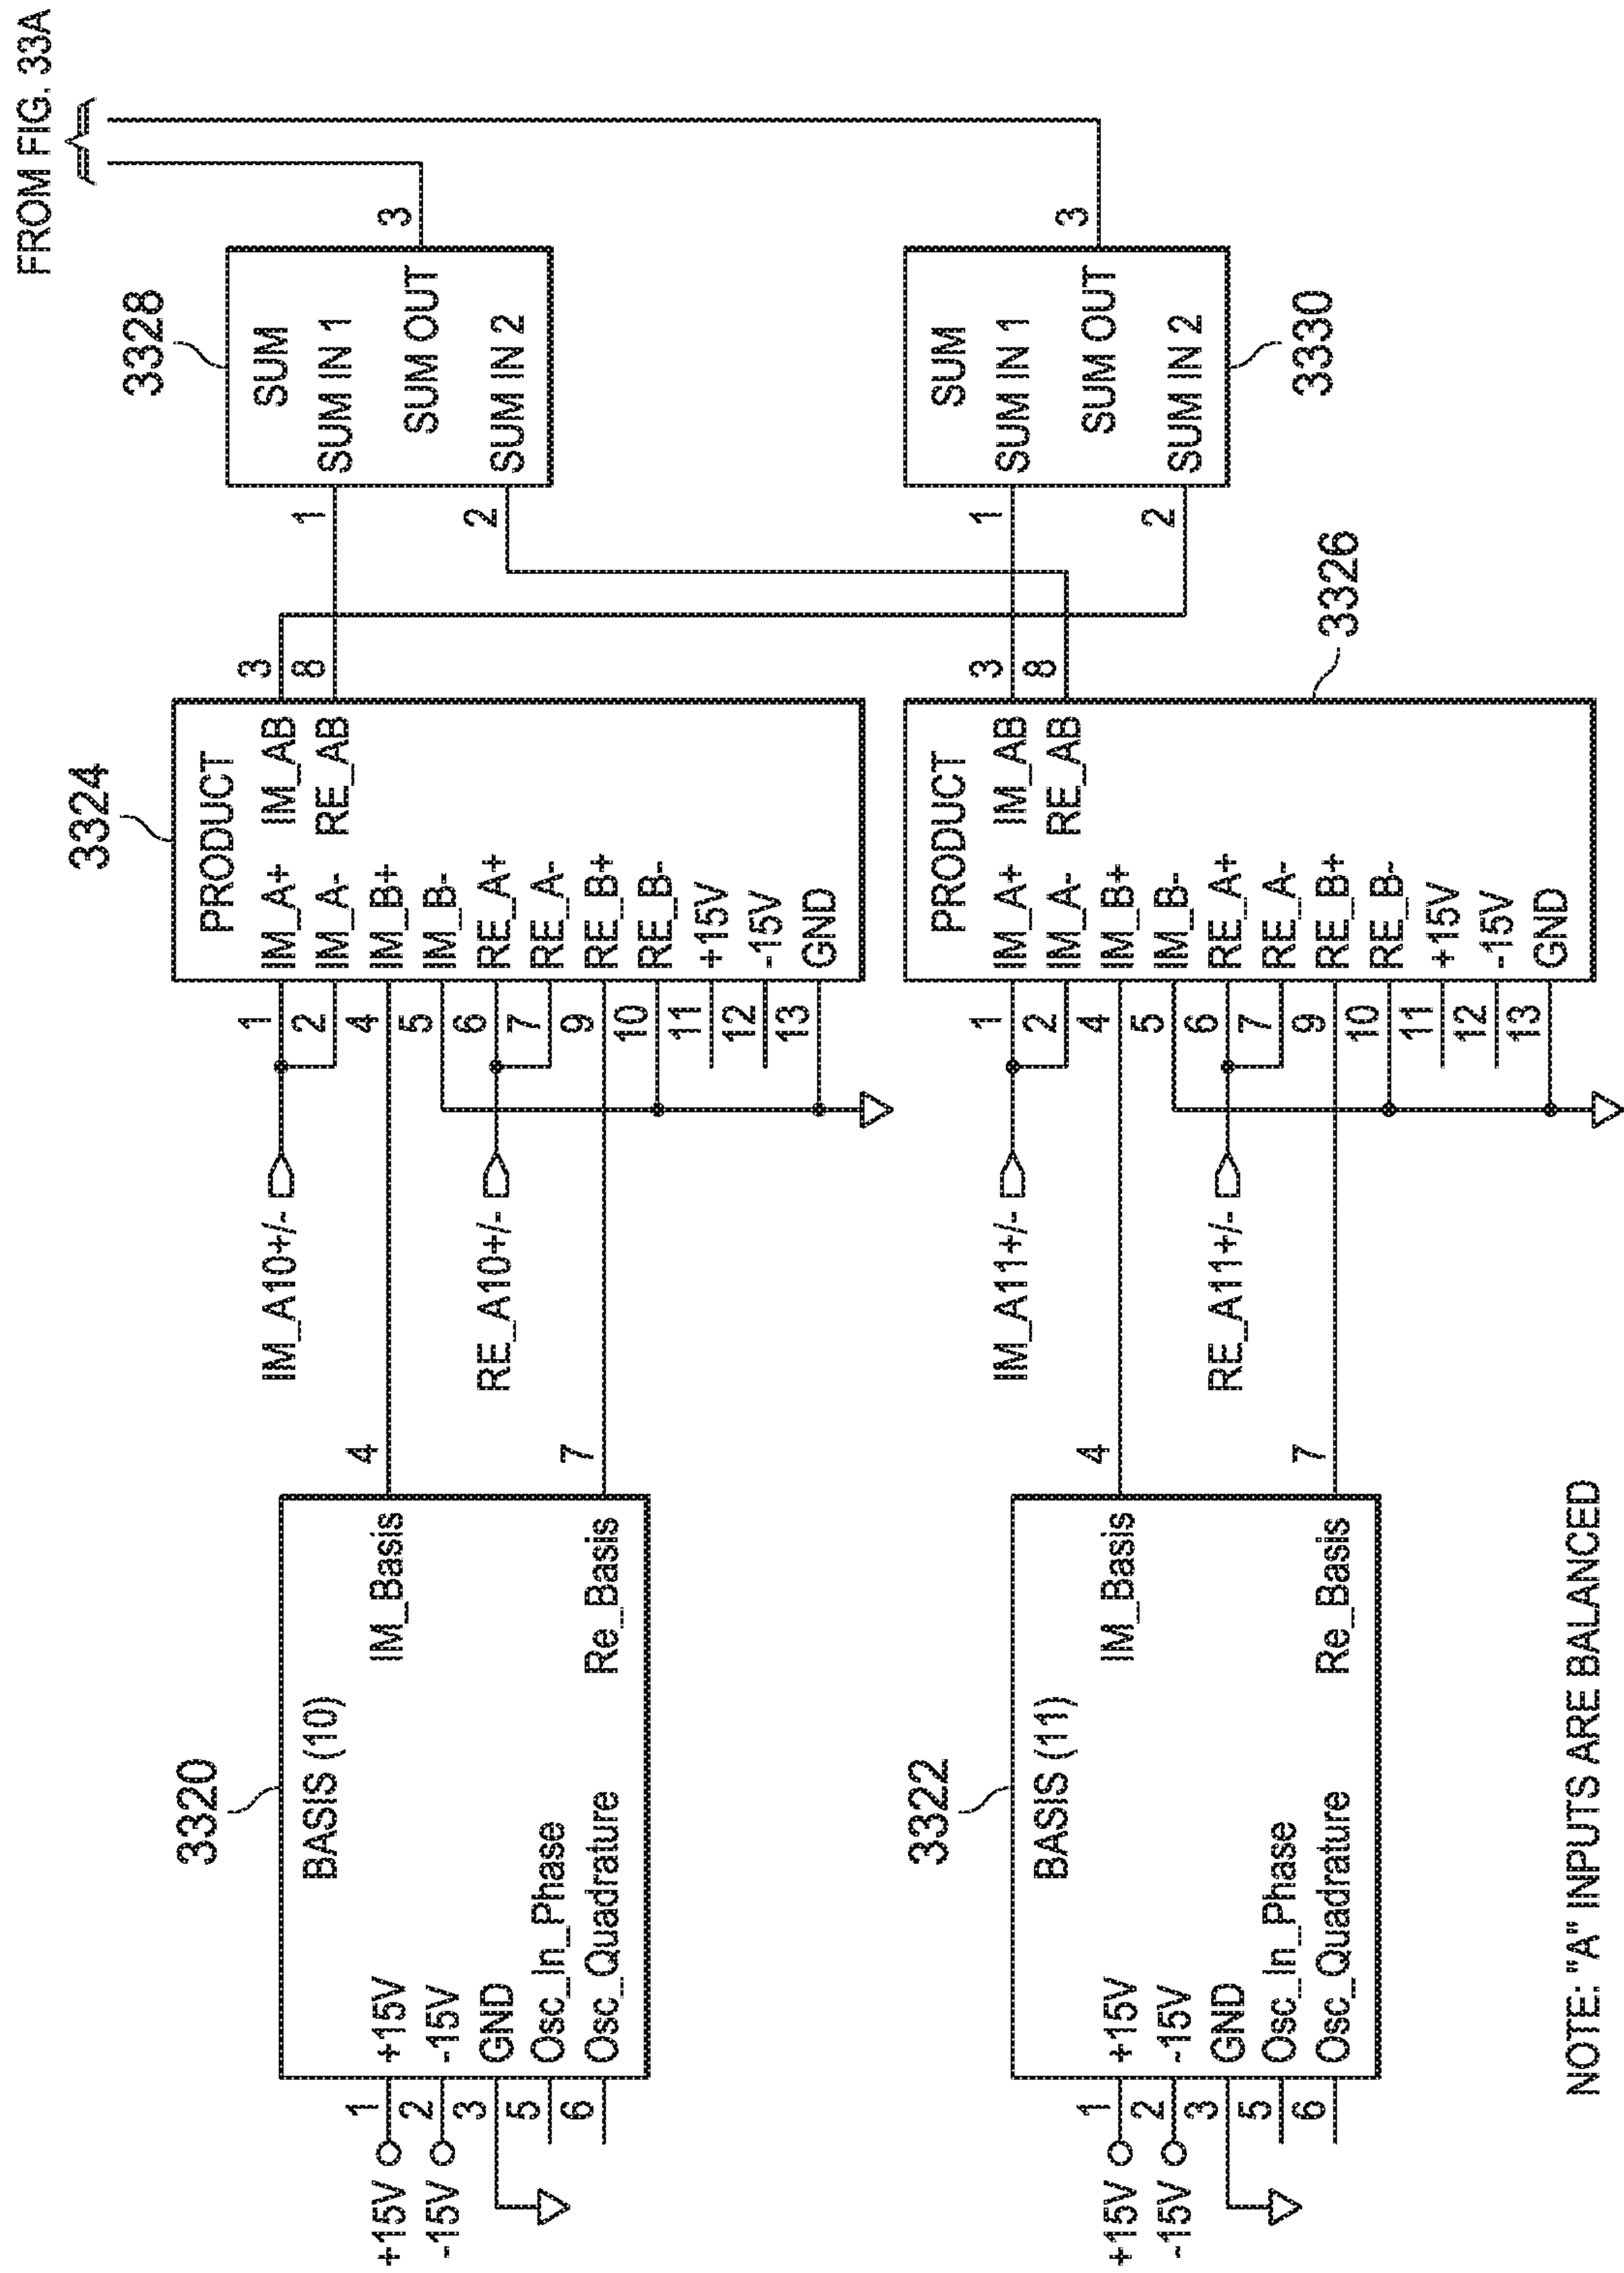 FROM FIG. 33A
3320
BASIS (10)
+15V 1 +15V
-15V 2 -15V
3 GND
5 Osc_In_Phase
6 Osc_Quadrature
IM_Basis 4
Re_Basis 7
IM_A10+/-
RE_A10+/-
3324
PRODUCT
1 IM_A+ IM_AB 3
2 IM_A- RE_AB 8
4 IM_B+
5 IM_B-
6 RE_A+
7 RE_A-
9 RE_B+
10 RE_B-
11 +15V
12 -15V
13 GND
3328
SUM
1 SUM IN 1
SUM OUT 3
2 SUM IN 2
3322
BASIS (11)
+15V 1 +15V
-15V 2 -15V
3 GND
5 Osc_In_Phase
6 Osc_Quadrature
IM_Basis 4
Re_Basis 7
IM_A11+/-
RE_A11+/-
PRODUCT
1 IM_A+ IM_AB 3
2 IM_A- RE_AB 8
4 IM_B+
5 IM_B-
6 RE_A+
7 RE_A-
9 RE_B+
10 RE_B-
11 +15V
12 -15V
13 GND
3326
SUM
1 SUM IN 1
SUM OUT 3
2 SUM IN 2
3330
NOTE: "A" INPUTS ARE BALANCED